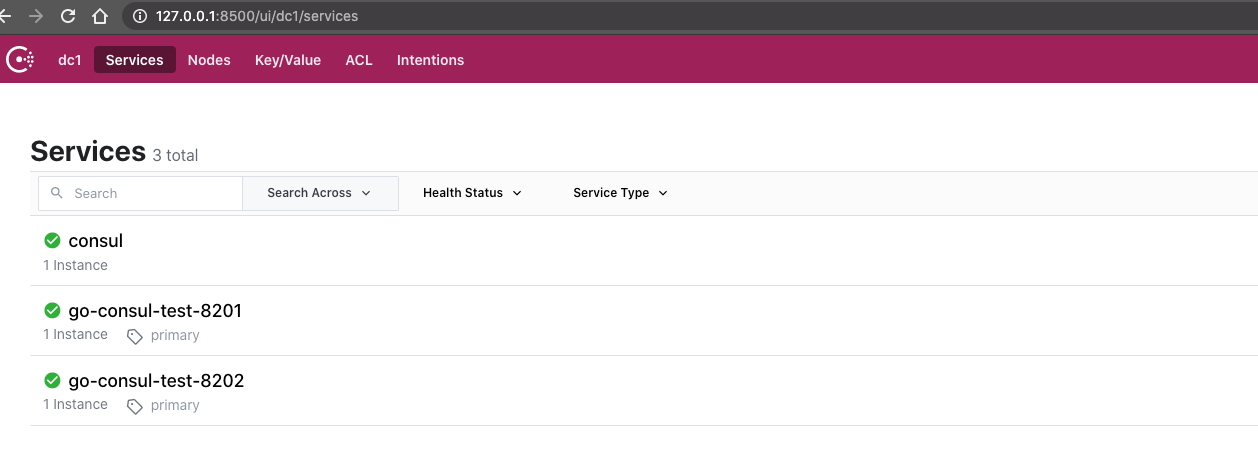 127.0.0.1:8500/ui/dc1/services
dc1 Services Nodes Key/Value ACL Intentions
Services 3 total
Search Search Across Health Status Service Type
consul
1 Instance
go-consul-test-8201
1 Instance primary
go-consul-test-8202
1 Instance primary